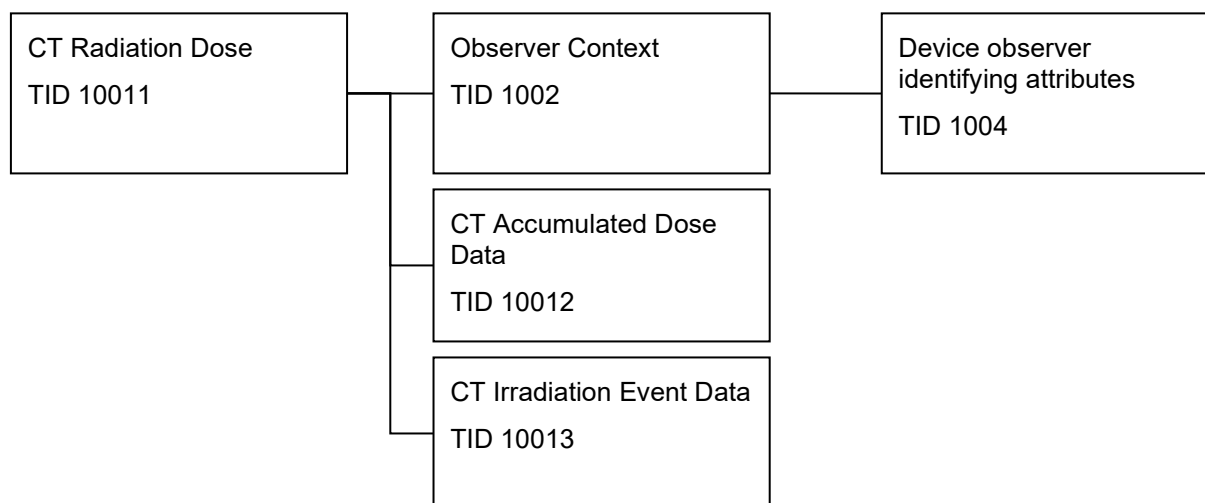 CT Radiation Dose
TID 10011
Observer Context
TID 1002
Device observer
identifying attributes
TID 1004
CT Accumulated Dose
Data
TID 10012
CT Irradiation Event Data
TID 10013